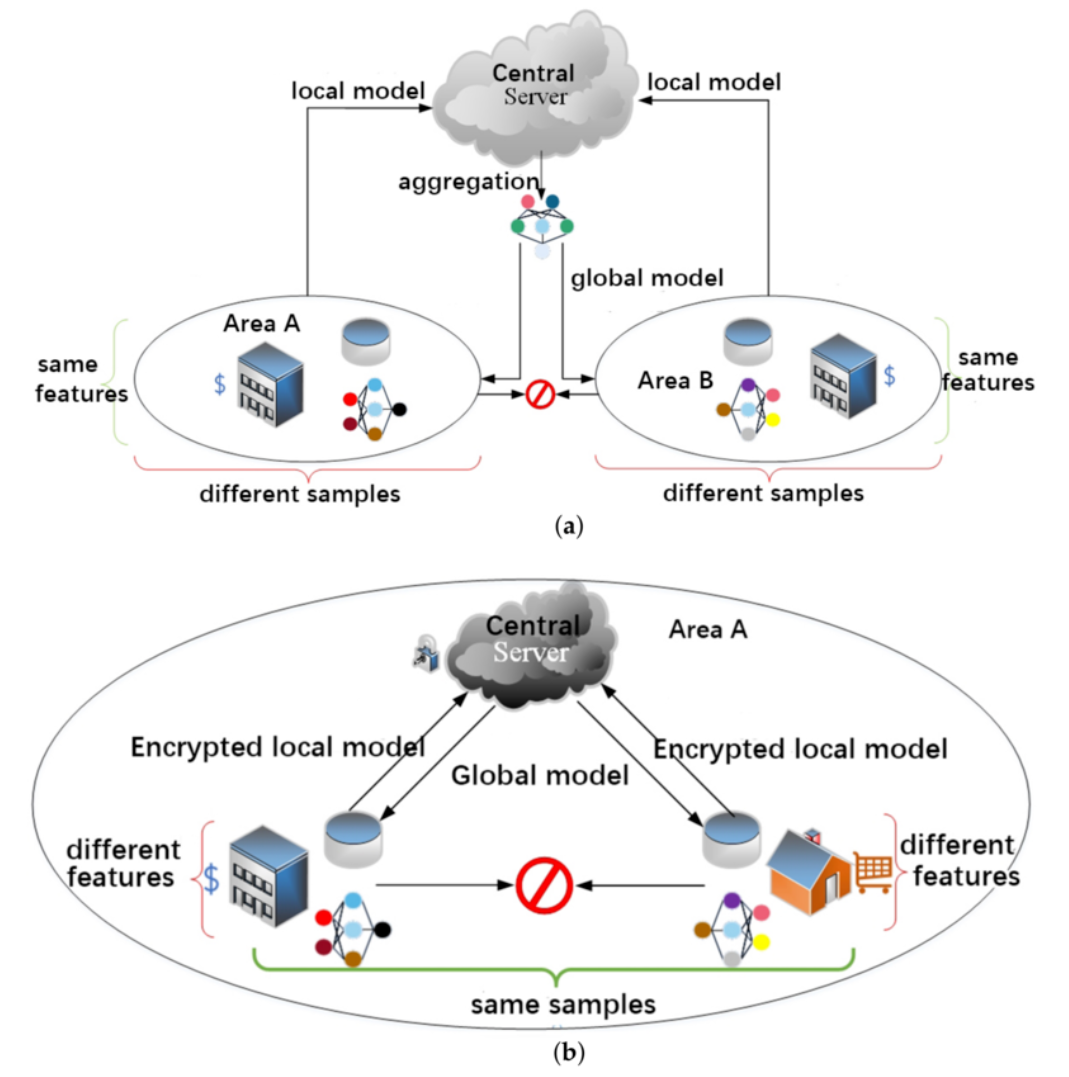 Central
Server
local model
local model
aggregation
global model
Area A
$
same
features
Area B
$
same
features
different samples
different samples
(a)
Central
Server
Area A
Encrypted local model
Encrypted local model
Global model
different
features
$
different
features
same samples
(b)